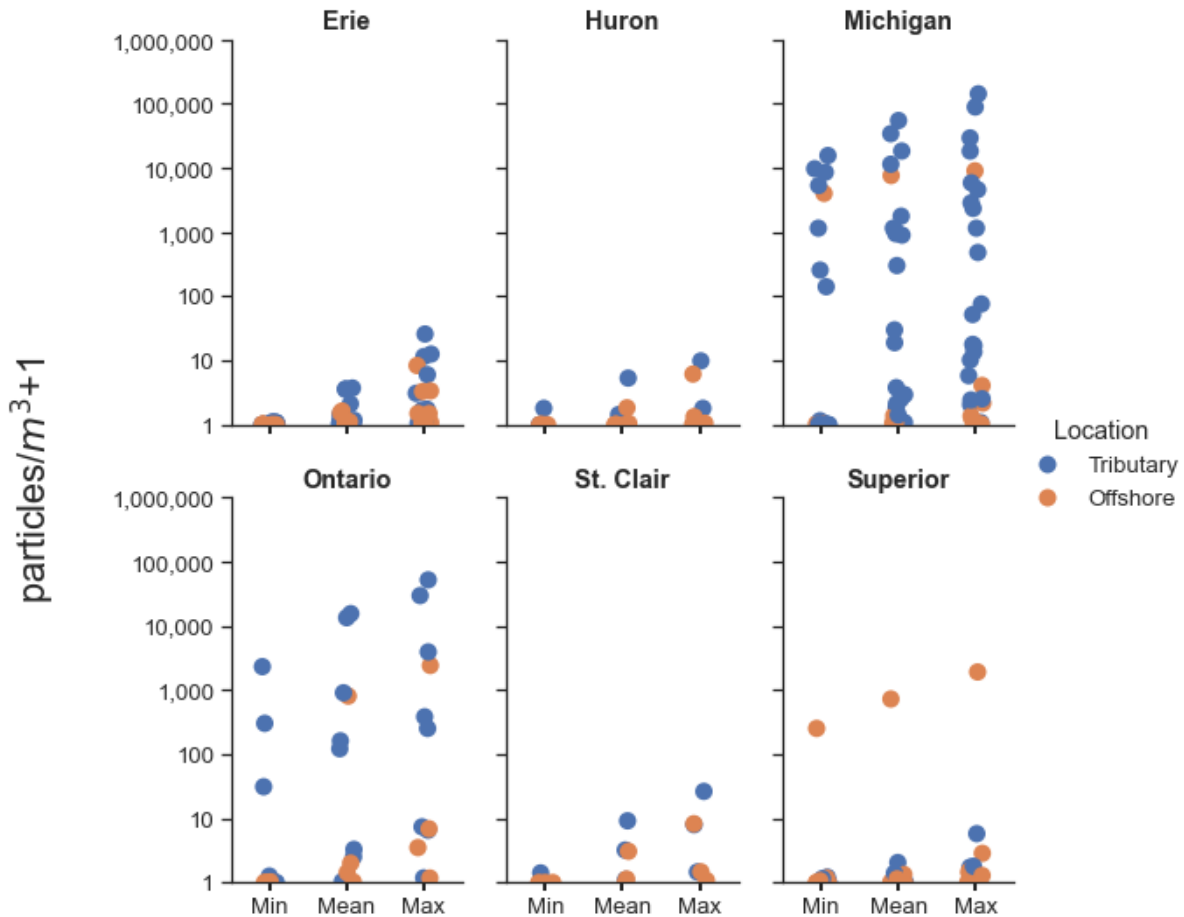 Erie Huron Michigan
1,000,000
100,000
10,000
1,000
100
10
1
particles/m³+1
Location
Tributary
Offshore
Ontario St. Clair Superior
1,000,000
100,000
10,000
1,000
100
10
1
Min Mean Max Min Mean Max Min Mean Max